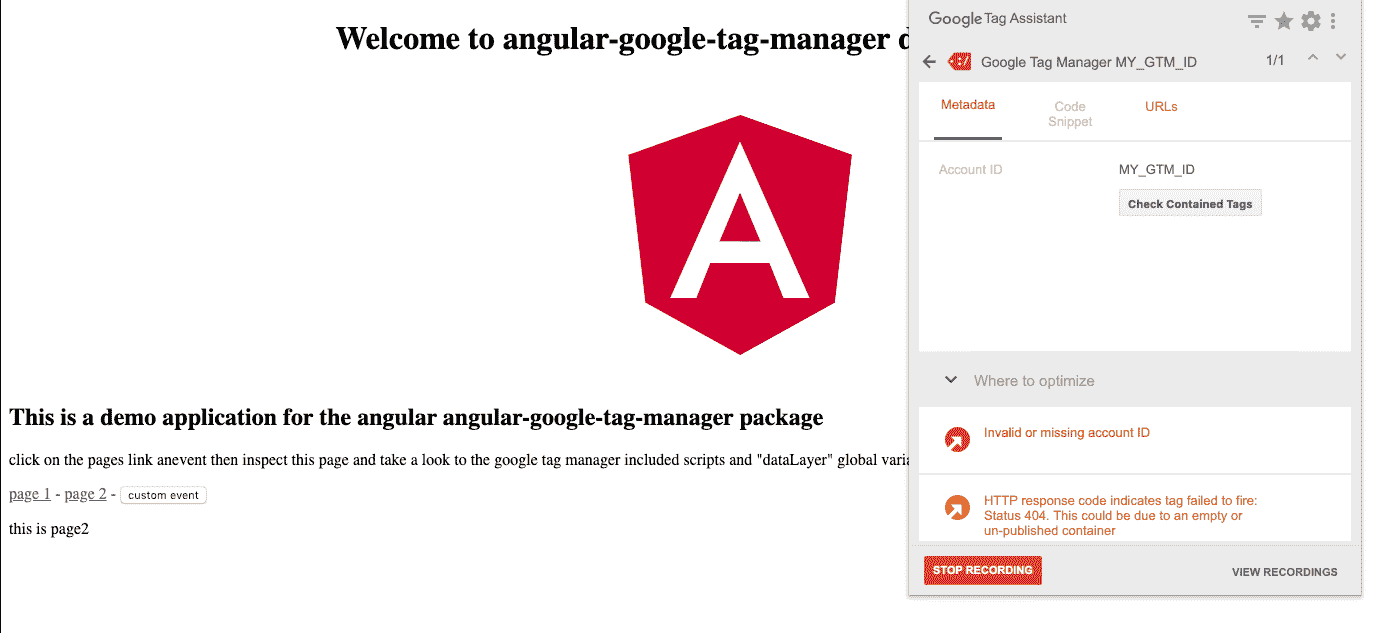 Welcome to angular-google-tag-manager d
A
This is a demo application for the angular angular-google-tag-manager package
click on the pages link anevent then inspect this page and take a look to the google tag manager included scripts and "dataLayer" global varia
page 1 - page 2 - custom event
this is page2
Google Tag Assistant
Google Tag Manager MY_GTM_ID 1/1
Metadata
Code
Snippet
URLs
Account ID MY_GTM_ID
Check Contained Tags
Where to optimize
Invalid or missing account ID
HTTP response code indicates tag failed to fire:
Status 404. This could be due to an empty or
un-published container
STOP RECORDING VIEW RECORDINGS